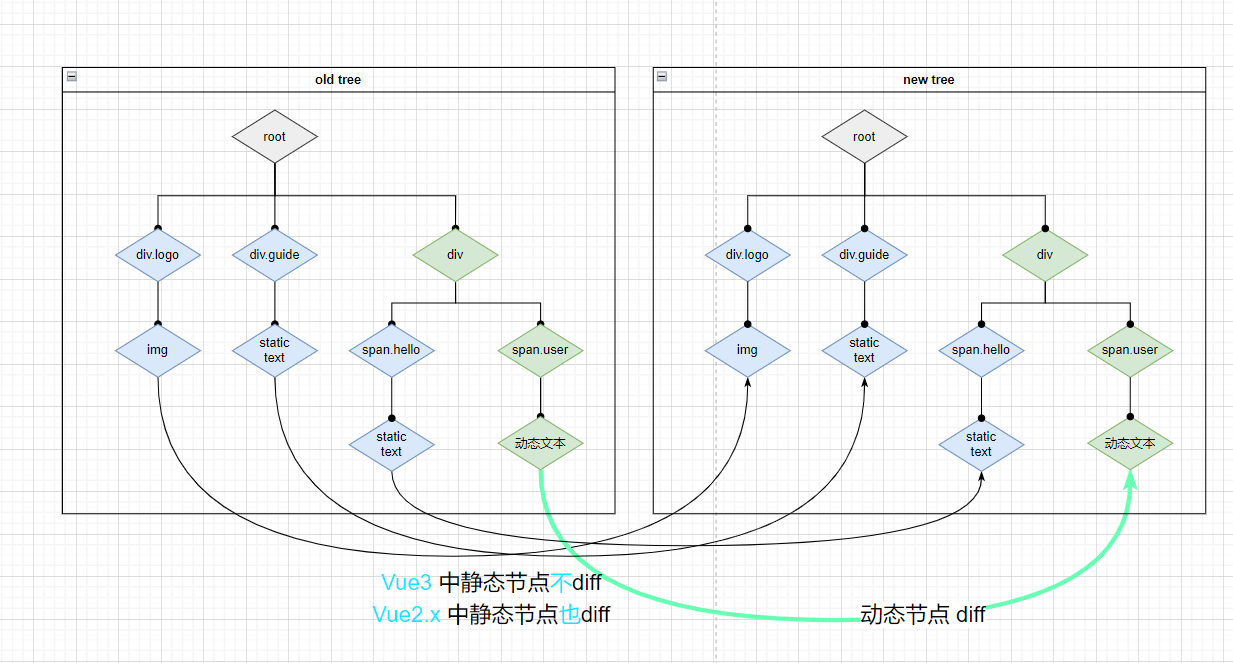 old tree
root
div.logo
div.guide
div
img
static
text
span.hello
span.user
static
text
动态文本
new tree
root
div.logo
div.guide
div
img
static
text
span.hello
span.user
static
text
动态文本
Vue3 中静态节点不diff
Vue2.x 中静态节点也diff
动态节点 diff